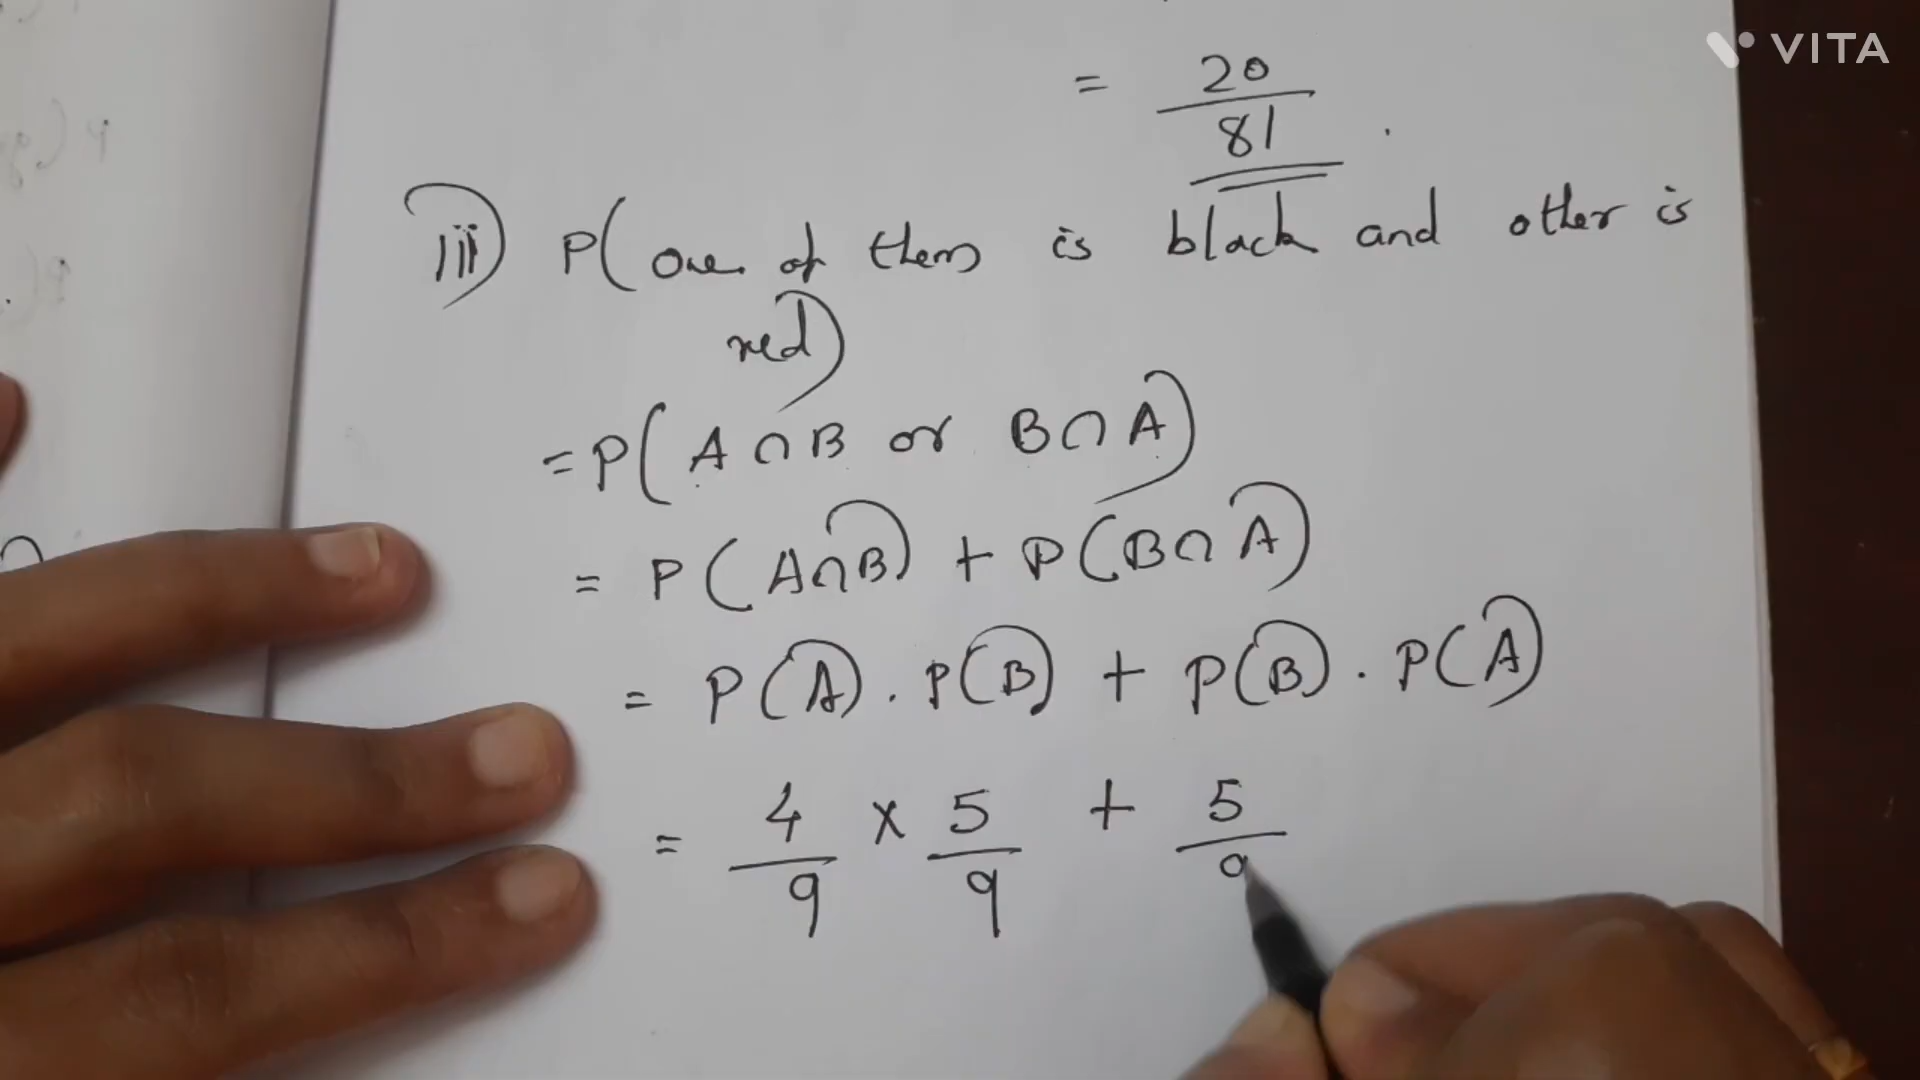 VITA
= 20/81
iii) P(one of them is black and other is
red)
= P(A∩B or B∩A)
= P(A∩B) + P(B∩A)
= P(A) . P(B) + P(B) . P(A)
= 4/9 × 5/9 + 5/9